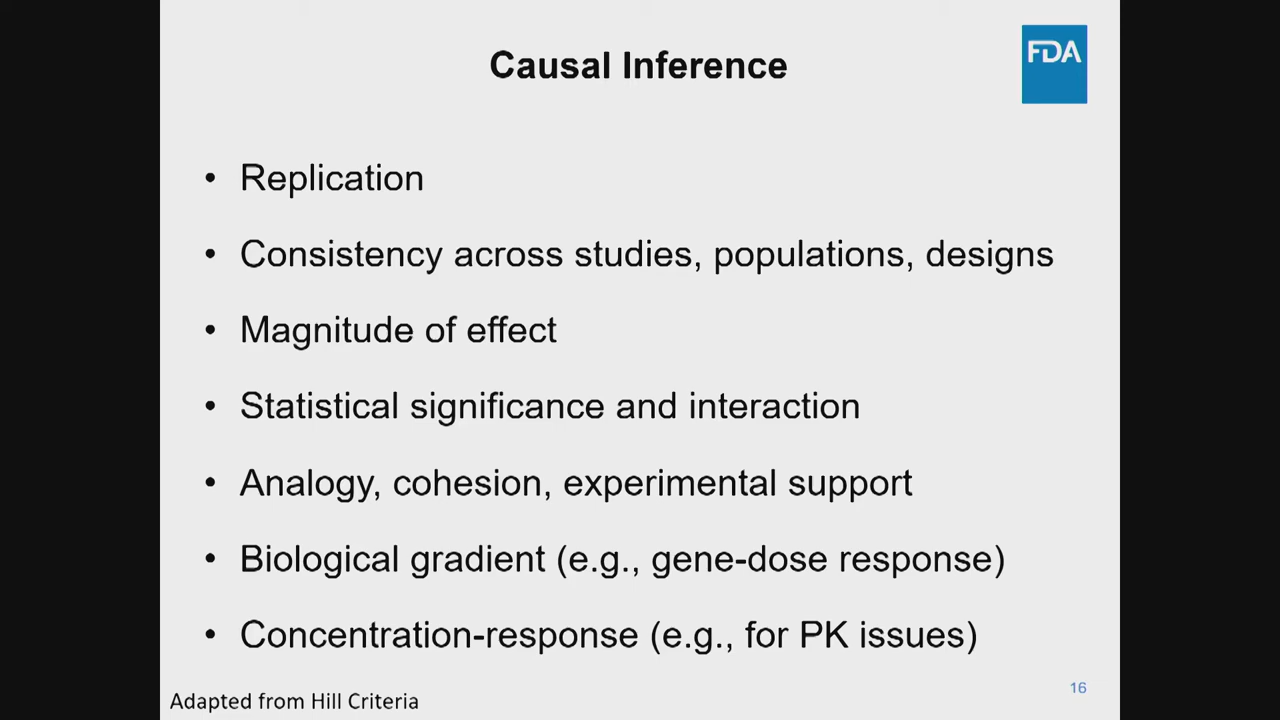 Causal Inference
FDA
• Replication
• Consistency across studies, populations, designs
• Magnitude of effect
• Statistical significance and interaction
• Analogy, cohesion, experimental support
• Biological gradient (e.g., gene-dose response)
• Concentration-response (e.g., for PK issues)
16
Adapted from Hill Criteria